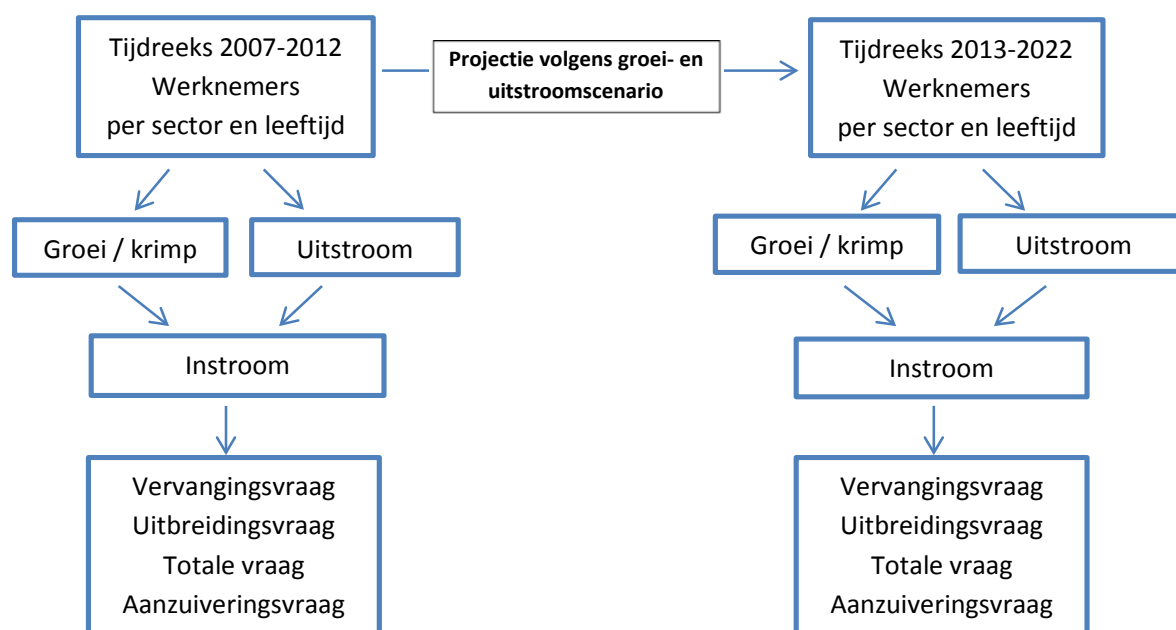 Tijdreeks 2007-2012
Werknemers
per sector en leeftijd
Projectie volgens groei- en
uitstroomscenario
Tijdreeks 2013-2022
Werknemers
per sector en leeftijd
Groei / krimp
Uitstroom
Groei / krimp
Uitstroom
Instroom
Instroom
Vervangingsvraag
Uitbreidingsvraag
Totale vraag
Aanzuiveringsvraag
Vervangingsvraag
Uitbreidingsvraag
Totale vraag
Aanzuiveringsvraag